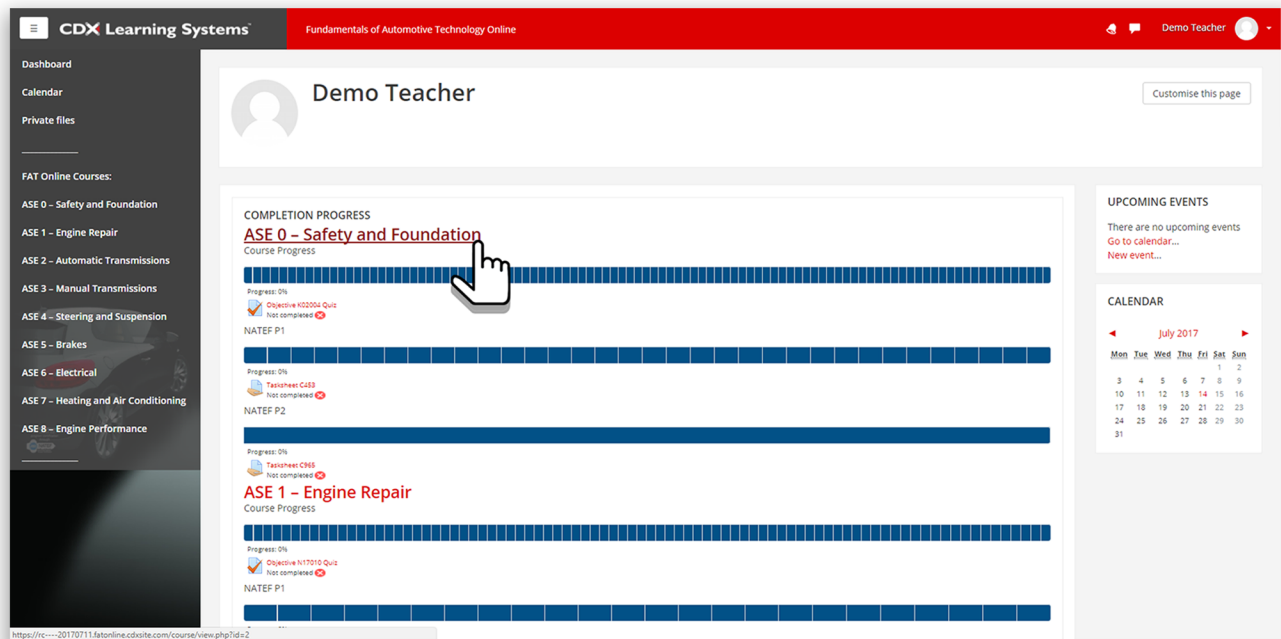 ☰ CDX Learning Systems
Fundamentals of Automotive Technology Online
Demo Teacher
Dashboard
Calendar
Private files
FAT Online Courses:
ASE 0 – Safety and Foundation
ASE 1 – Engine Repair
ASE 2 – Automatic Transmissions
ASE 3 – Manual Transmissions
ASE 4 – Steering and Suspension
ASE 5 – Brakes
ASE 6 – Electrical
ASE 7 – Heating and Air Conditioning
ASE 8 – Engine Performance
Demo Teacher
Customise this page
COMPLETION PROGRESS
ASE 0 – Safety and Foundation
Course Progress
Progress: 0%
Objective K02004 Quiz
Not completed
NATEF P1
Progress: 0%
Tasksheet C453
Not completed
NATEF P2
Progress: 0%
Tasksheet C965
Not completed
ASE 1 – Engine Repair
Course Progress
Progress: 0%
Objective N17010 Quiz
Not completed
NATEF P1
UPCOMING EVENTS
There are no upcoming events
Go to calendar...
New event...
CALENDAR
◄ July 2017 ►
Mon Tue Wed Thu Fri Sat Sun
1 2
3 4 5 6 7 8 9
10 11 12 13 14 15 16
17 18 19 20 21 22 23
24 25 26 27 28 29 30
31
https://rc----20170711.fatonline.cdxsite.com/course/view.php?id=2